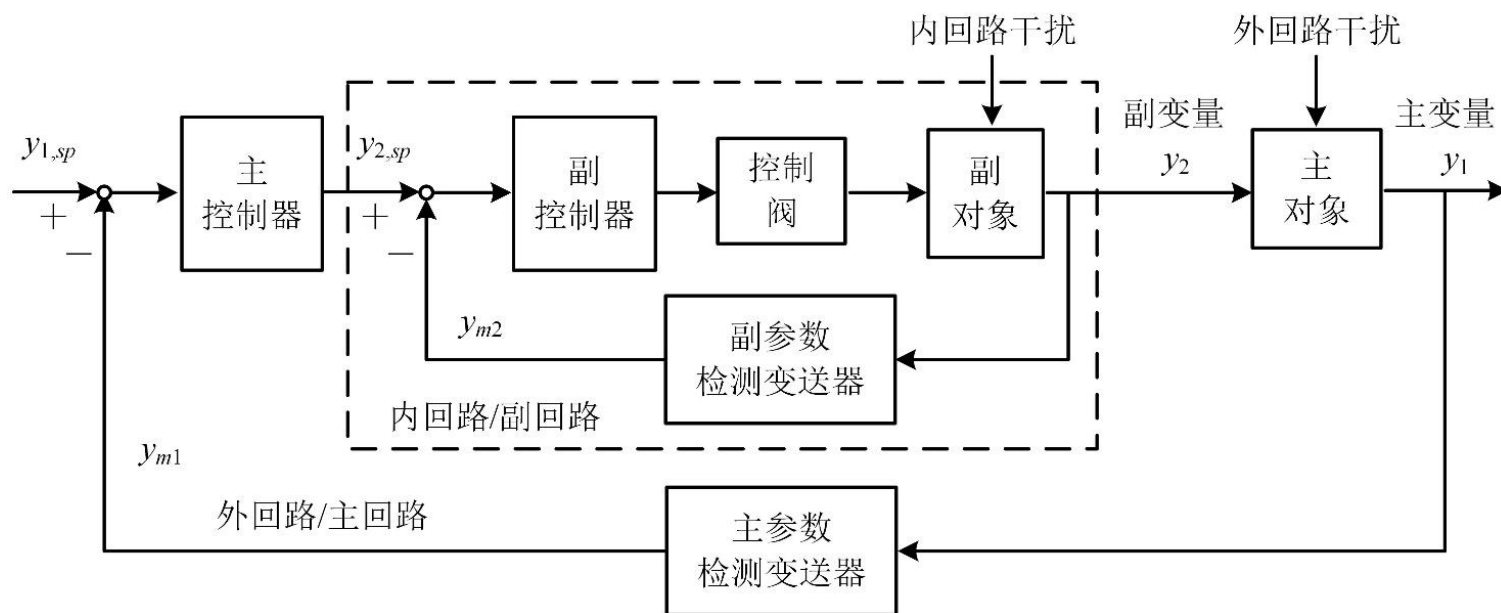 内回路干扰
外回路干扰
副变量
主变量
y1,sp
y2,sp
主
控制器
副
控制器
控制
阀
副
对象
y2
主
对象
y1
+
−
+
−
ym2
副参数
检测变送器
内回路/副回路
ym1
外回路/主回路
主参数
检测变送器